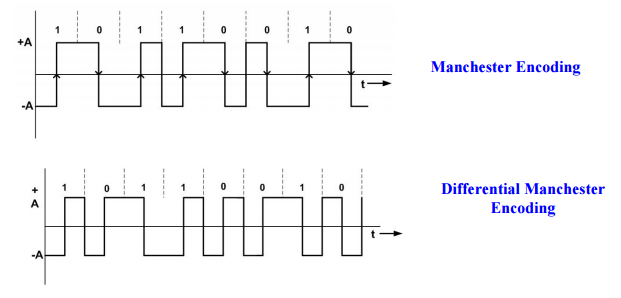 1 0 1 1 0 0 1 0
+A
Manchester Encoding
t
-A
1 0 1 1 0 0 1 0
+
A
Differential Manchester
Encoding
t
-A